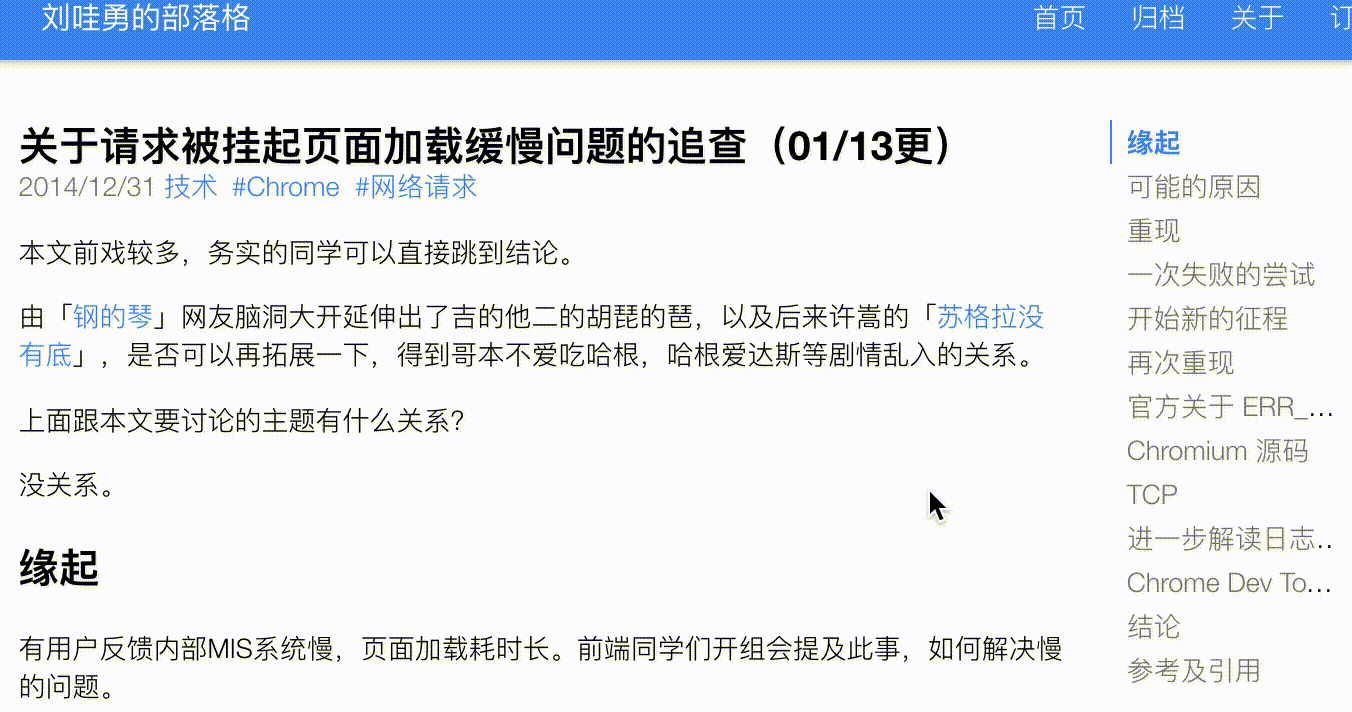 刘哇勇的部落格
首页 归档 关于 订
关于请求被挂起页面加载缓慢问题的追查（01/13更）
2014/12/31 技术 #Chrome #网络请求
本文前戏较多，务实的同学可以直接跳到结论。
由「钢的琴」网友脑洞大开延伸出了吉的他二的胡琵的琶，以及后来许嵩的「苏格拉没
有底」，是否可以再拓展一下，得到哥本不爱吃哈根，哈根爱达斯等剧情乱入的关系。
上面跟本文要讨论的主题有什么关系？
没关系。
缘起
有用户反馈内部MIS系统慢，页面加载耗时长。前端同学们开组会提及此事，如何解决慢
的问题。
缘起
可能的原因
重现
一次失败的尝试
开始新的征程
再次重现
官方关于 ERR_...
Chromium 源码
TCP
进一步解读日志..
Chrome Dev To...
结论
参考及引用